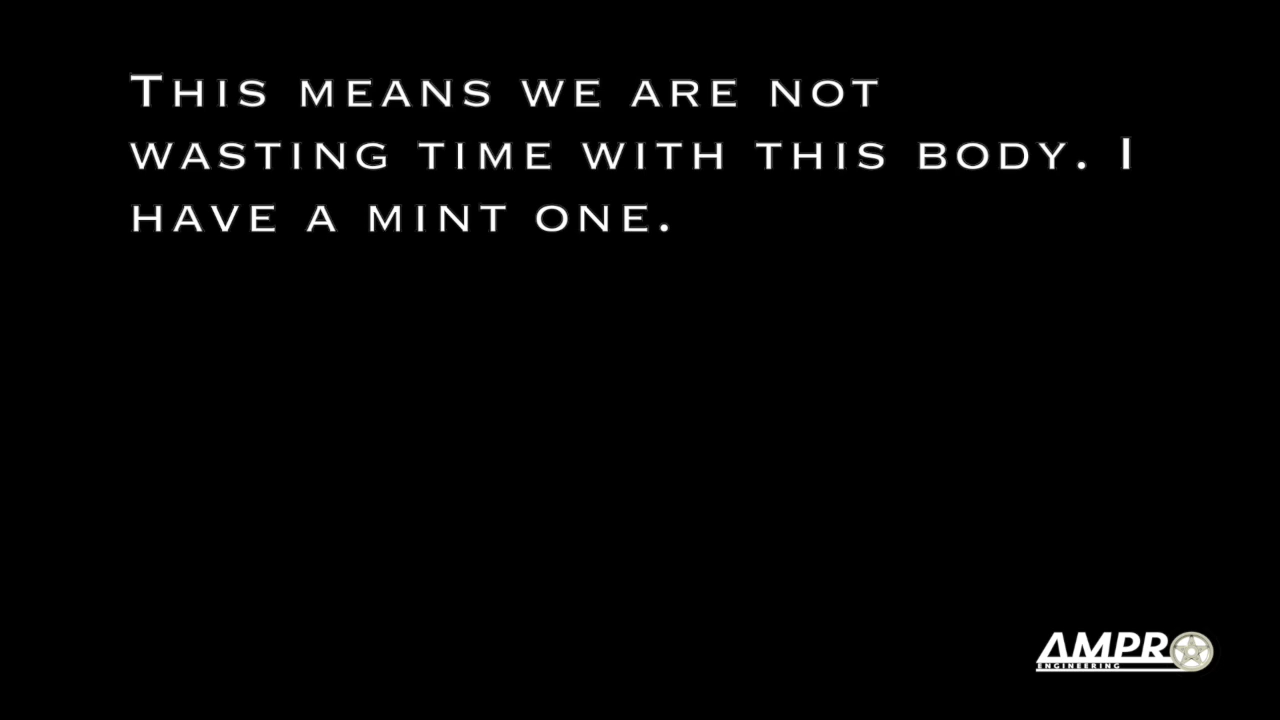 This means we are not
wasting time with this body. I
have a mint one.
AMPRO
ENGINEERING